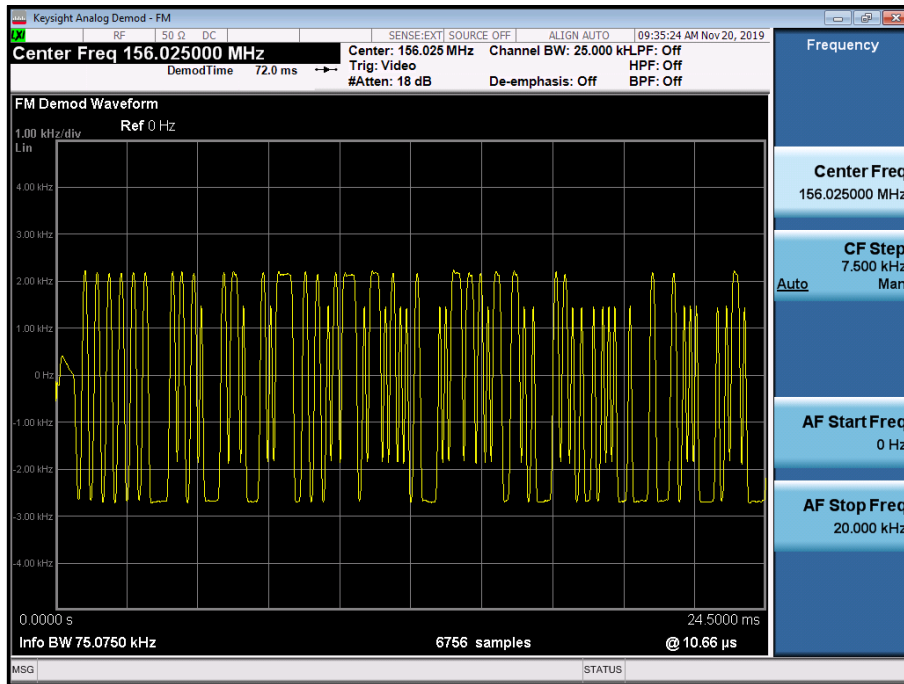 Keysight Analog Demod - FM
LXI RF 50 Ω DC SENSE:EXT SOURCE OFF ALIGN AUTO 09:35:24 AM Nov 20, 2019
Center Freq 156.025000 MHz
DemodTime 72.0 ms
Center: 156.025 MHz Channel BW: 25.000 kHLPF: Off
Trig: Video HPF: Off
#Atten: 18 dB De-emphasis: Off BPF: Off
FM Demod Waveform
1.00 kHz/div Ref 0 Hz
Lin
4.00 kHz
3.00 kHz
2.00 kHz
1.00 kHz
0 Hz
-1.00 kHz
-2.00 kHz
-3.00 kHz
-4.00 kHz
0.0000 s 24.5000 ms
Info BW 75.0750 kHz 6756 samples @ 10.66 µs
MSG STATUS
Frequency
Center Freq
156.025000 MHz
CF Step
7.500 kHz
Auto Man
AF Start Freq
0 Hz
AF Stop Freq
20.000 kHz